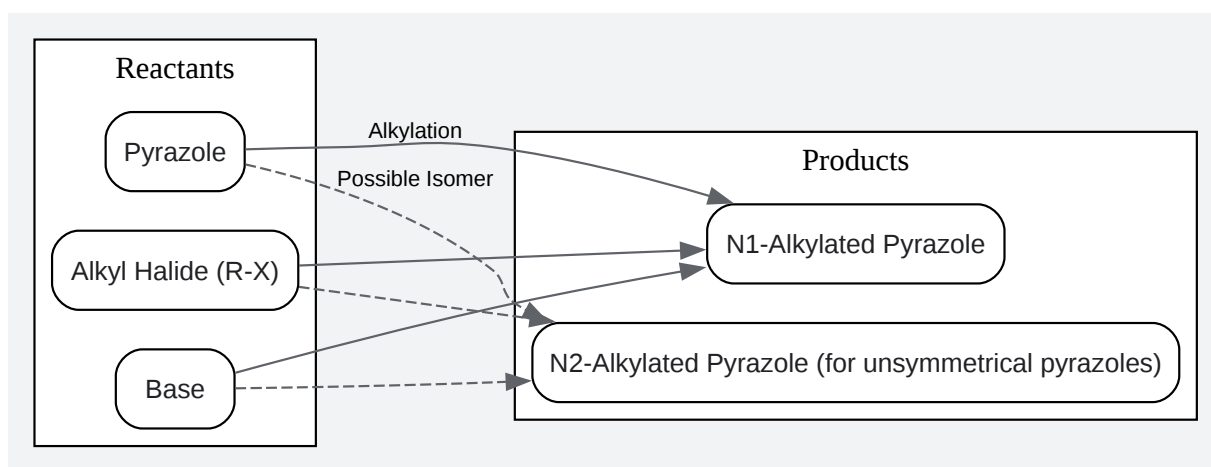 Reactants
Pyrazole
Alkyl Halide (R-X)
Base
Alkylation
Possible Isomer
Products
N1-Alkylated Pyrazole
N2-Alkylated Pyrazole (for unsymmetrical pyrazoles)